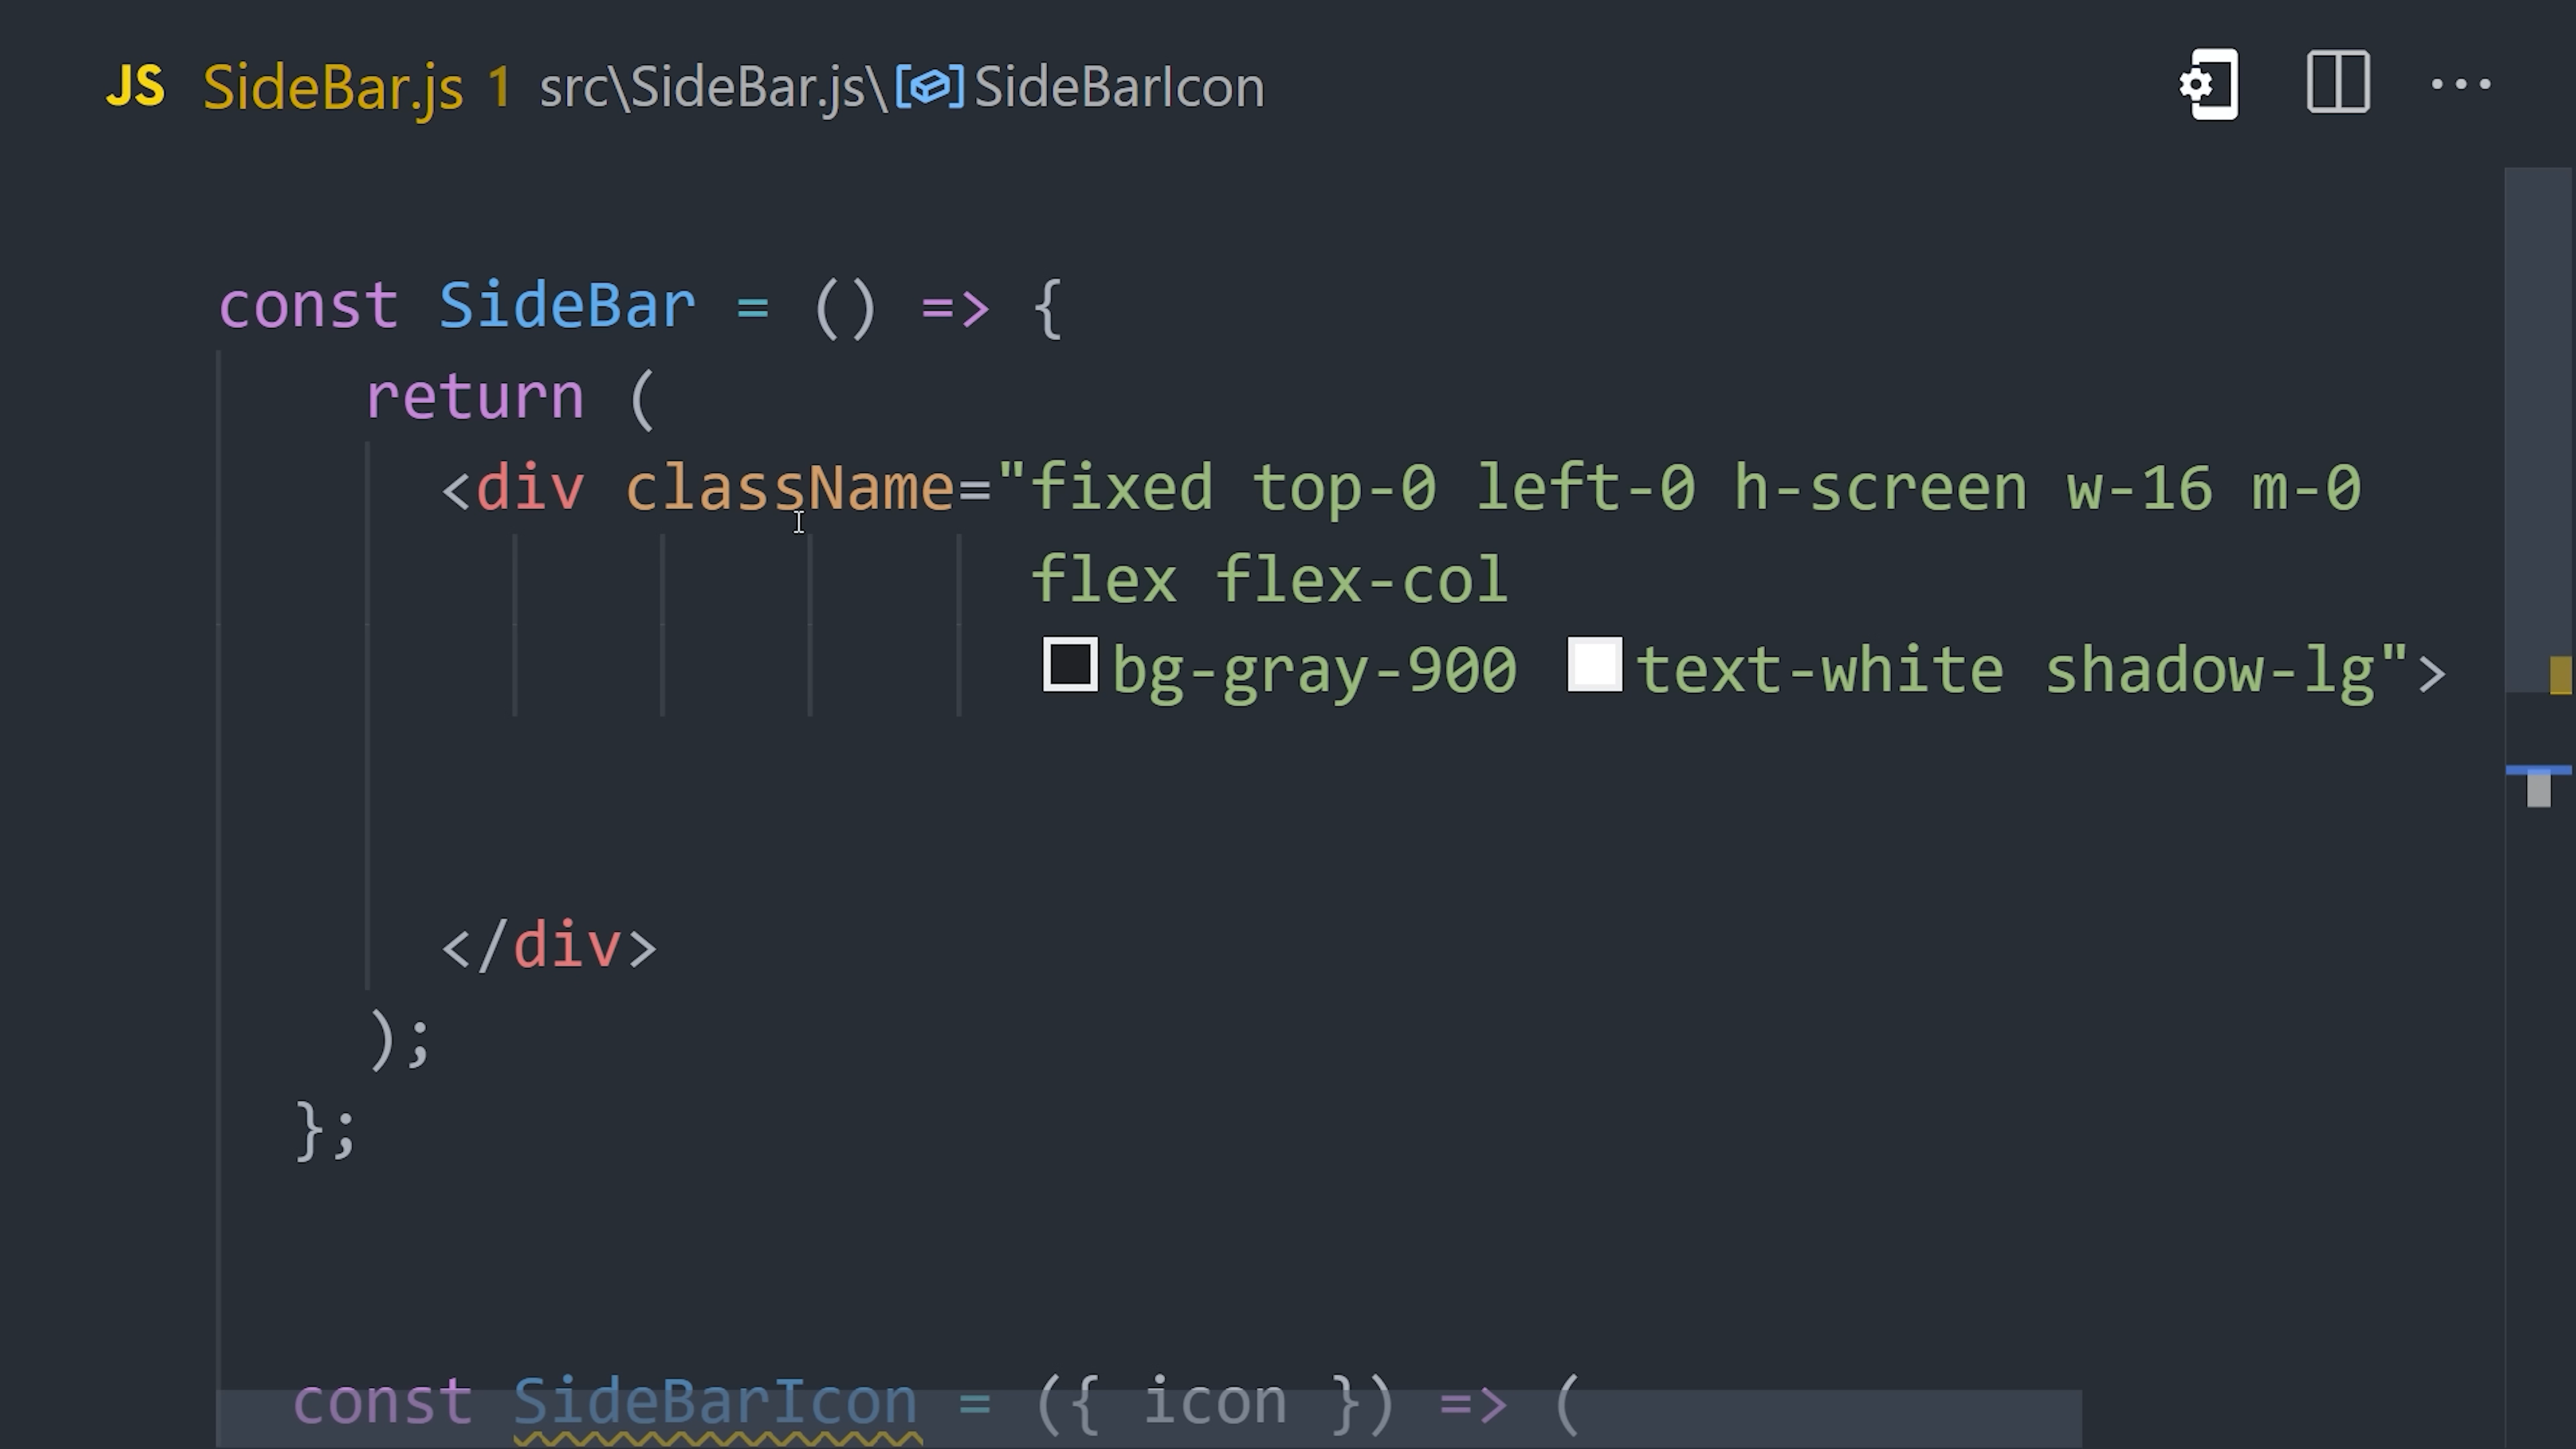 JS SideBar.js 1 src\SideBar.js\SideBarIcon
const SideBar = () => {
return (
<div className="fixed top-0 left-0 h-screen w-16 m-0
flex flex-col
bg-gray-900 text-white shadow-lg">
</div>
);
};
const SideBarIcon = ({ icon }) => (